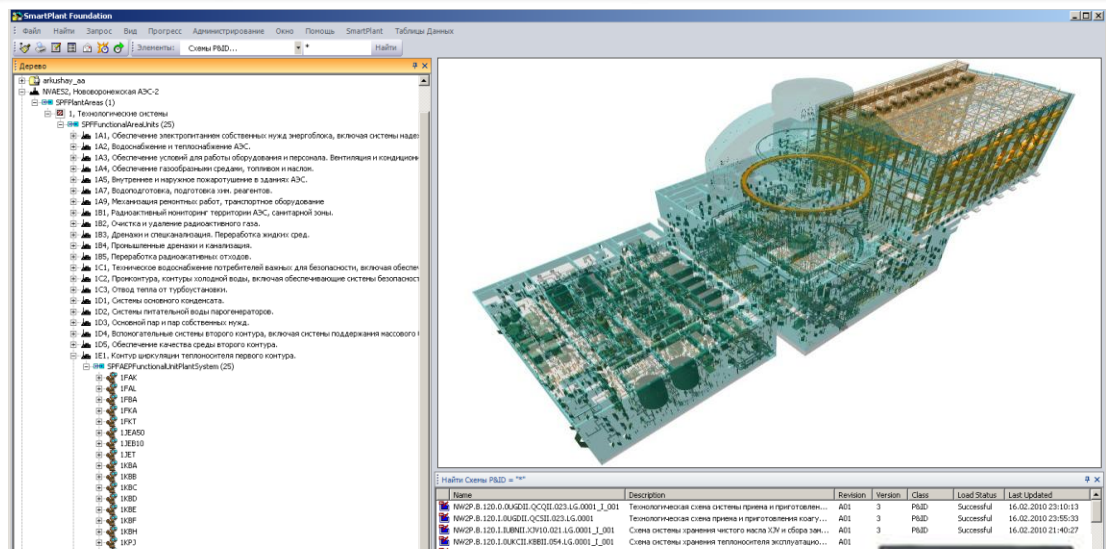 SmartPlant Foundation
Файл Найти Запрос Вид Прогресс Администрирование Окно Помощь SmartPlant Таблицы Данных
Элементы: Схемы P&ID... * Найти
Дерево
arkushay_aa
NVAES2, Нововоронежская АЭС-2
SPFPlantAreas (1)
1, Технологические системы
SPFFunctionalAreaUnits (25)
1A1, Обеспечение электропитанием собственных нужд энергоблока, включая системы
1A2, Водоснабжение и теплоснабжение АЭС.
1A3, Обеспечение условий для работы оборудования и персонала. Вентиляция и
1A4, Обеспечение газообразными средами, топливом и маслом.
1A5, Внутреннее и наружное пожаротушение в зданиях АЭС.
1A7, Водоподготовка, подготовка хим. реагентов.
1A9, Механизация ремонтных работ, транспортное оборудование
1B1, Радиоактивный мониторинг территории АЭС, санитарной зоны.
1B2, Очистка и удаление радиоактивного газа.
1B3, Дренажи и спецканализация. Переработка жидких сред.
1B4, Промышленные дренажи и канализация.
1B5, Переработка радиоакативных отходов.
1C1, Техническое водоснабжение потребителей важных для безопасности, включая
1C2, Промконтура, контуры холодной воды, включая обеспечивающие системы
1C3, Отвод тепла от турбоустановки.
1D1, Системы основного конденсата.
1D2, Системы питательной воды парогенераторов.
1D3, Основной пар и пар собственных нужд.
1D4, Вспомогательные системы второго контура, включая системы поддержания массового
1D5, Обеспечение качества среды второго контура.
1E1, Контур циркуляции теплоносителя первого контура.
SPFAEPFunctionalUnitPlantSystem (25)
1FAK
1FAL
1FBA
1FKA
1FKT
1JEA50
1JEB10
1JET
1KBA
1KBB
1KBC
1KBD
1KBE
1KBF
1KBH
1KPJ
Найти Схемы P&ID = "*"
Name Description Revision Version Class Load Status Last Updated
NW2P.B.120.0.0UGDII.QCQII.023.LG.0001_I_001 Технологическая схема системы приема и приготовлен... A01 3 P&ID Successful 16.02.2010 23:10:13
NW2P.B.120.I.0UGDII.QCSII.023.LG.0001 Технологическая схема приема и приготовления коагу... A01 3 P&ID Successful 16.02.2010 23:55:33
NW2P.B.120.1.IUBNII.XJV10.021.LG.0001_I_001 Схема системы хранения чистого масла XJV и сбора зам... A01 3 P&ID Successful 16.02.2010 21:40:27
NW2P.B.120.1.0UKCII.KBBII.054.LG.0001_I_001 Схема системы хранения теплоносителя эксплуатацио... A01